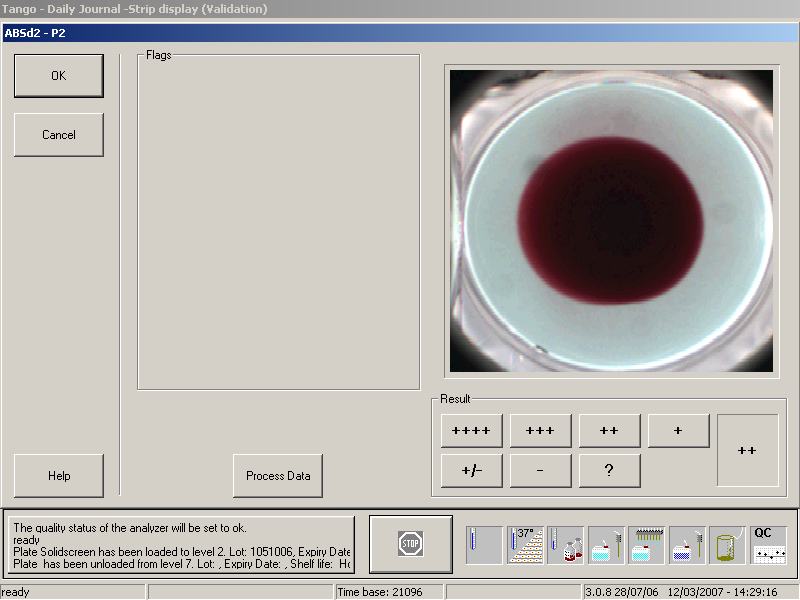 Tango - Daily Journal -Strip display (Validation)
ABSd2 - P2
OK
Cancel
Help
Flags
Process Data
Result
++++
+++
++
+
+/-
-
?
++
The quality status of the analyzer will be set to ok.
ready
Plate Solidscreen has been loaded to level 2. Lot: 1051006, Expiry Date
Plate has been unloaded from level 7. Lot: , Expiry Date: , Shelf life: Ho
STOP
37°
QC
ready
Time base: 21096
3.0.8 28/07/06 12/03/2007 - 14:29:16